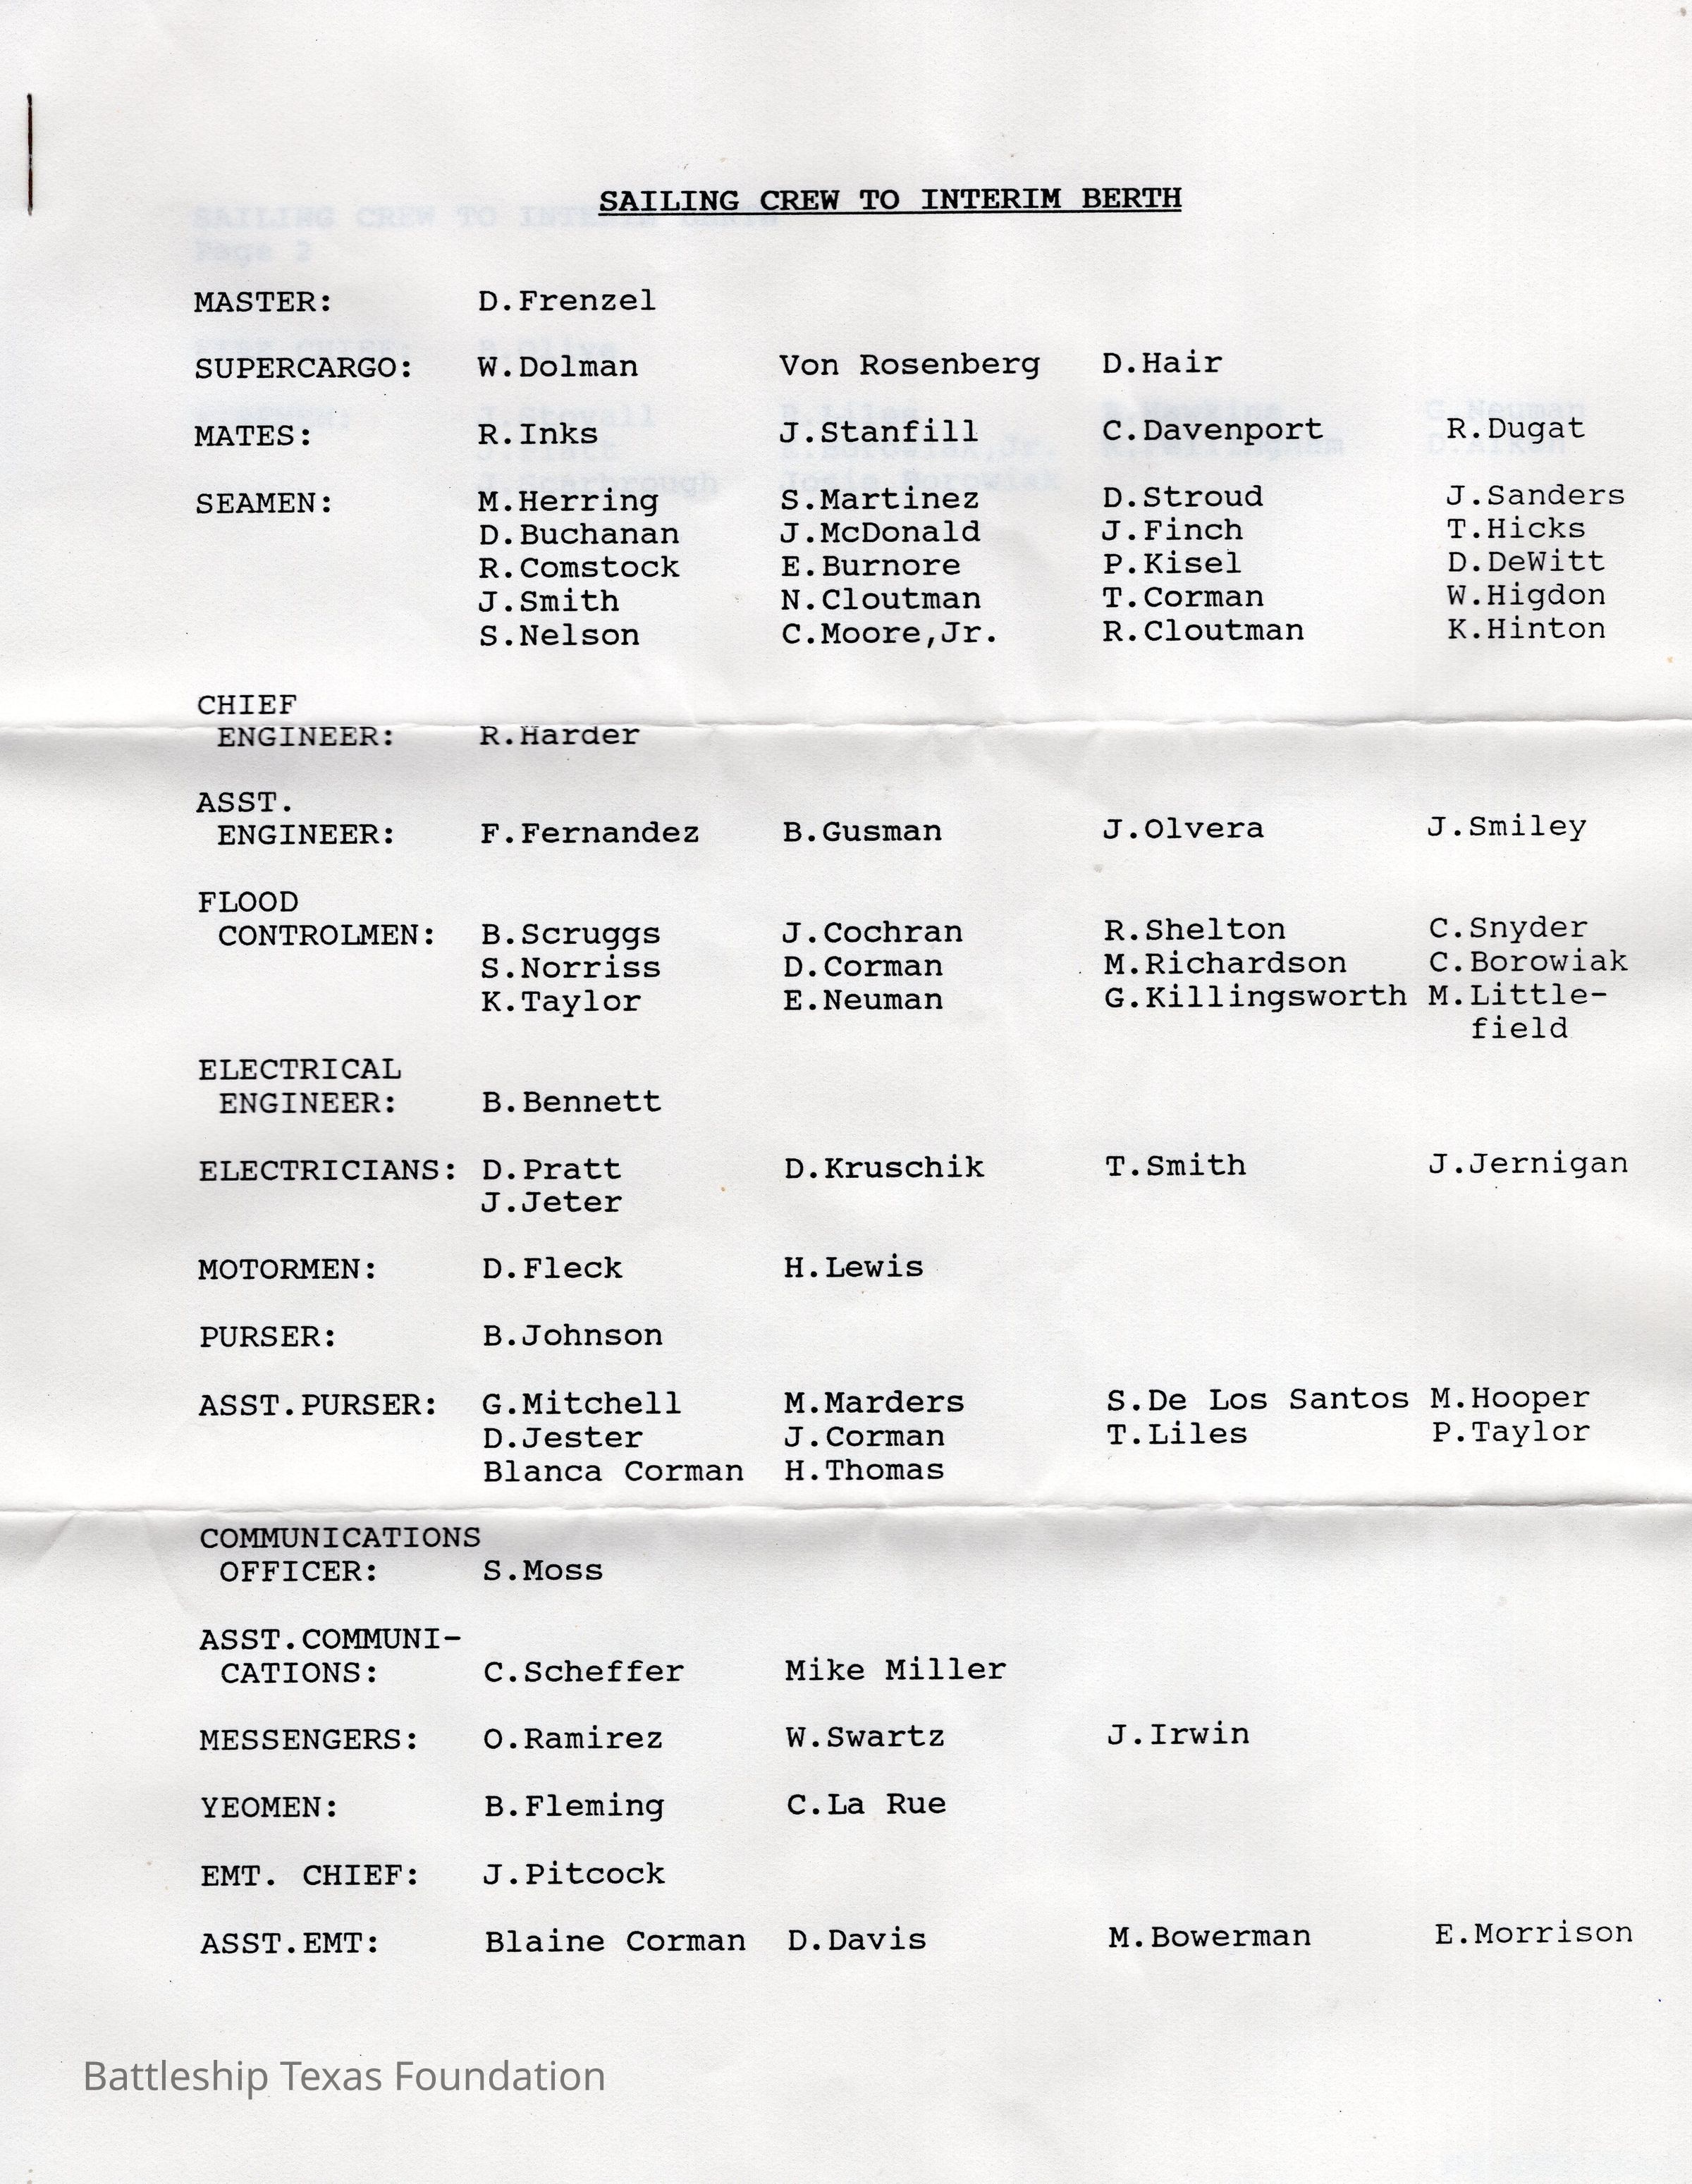 SAILING CREW TO INTERIM BERTH
Page 2
MASTER: D.Frenzel
SUPERCARGO: W.Dolman Von Rosenberg D.Hair
MATES: R.Inks J.Stanfill C.Davenport R.Dugat
SEAMEN: M.Herring S.Martinez D.Stroud J.Sanders
D.Buchanan J.McDonald J.Finch T.Hicks
R.Comstock E.Burnore P.Kisel D.DeWitt
J.Smith N.Cloutman T.Corman W.Higdon
S.Nelson C.Moore,Jr. R.Cloutman K.Hinton
CHIEF
ENGINEER: R.Harder
ASST.
ENGINEER: F.Fernandez B.Gusman J.Olvera J.Smiley
FLOOD
CONTROLMEN: B.Scruggs J.Cochran R.Shelton C.Snyder
S.Norriss D.Corman M.Richardson C.Borowiak
K.Taylor E.Neuman G.Killingsworth M.Little-
field
ELECTRICAL
ENGINEER: B.Bennett
ELECTRICIANS: D.Pratt D.Kruschik T.Smith J.Jernigan
J.Jeter
MOTORMEN: D.Fleck H.Lewis
PURSER: B.Johnson
ASST.PURSER: G.Mitchell M.Marders S.De Los Santos M.Hooper
D.Jester J.Corman T.Liles P.Taylor
Blanca Corman H.Thomas
COMMUNICATIONS
OFFICER: S.Moss
ASST.COMMUNI-
CATIONS: C.Scheffer Mike Miller
MESSENGERS: O.Ramirez W.Swartz J.Irwin
YEOMEN: B.Fleming C.La Rue
EMT. CHIEF: J.Pitcock
ASST.EMT: Blaine Corman D.Davis M.Bowerman E.Morrison
Battleship Texas Foundation